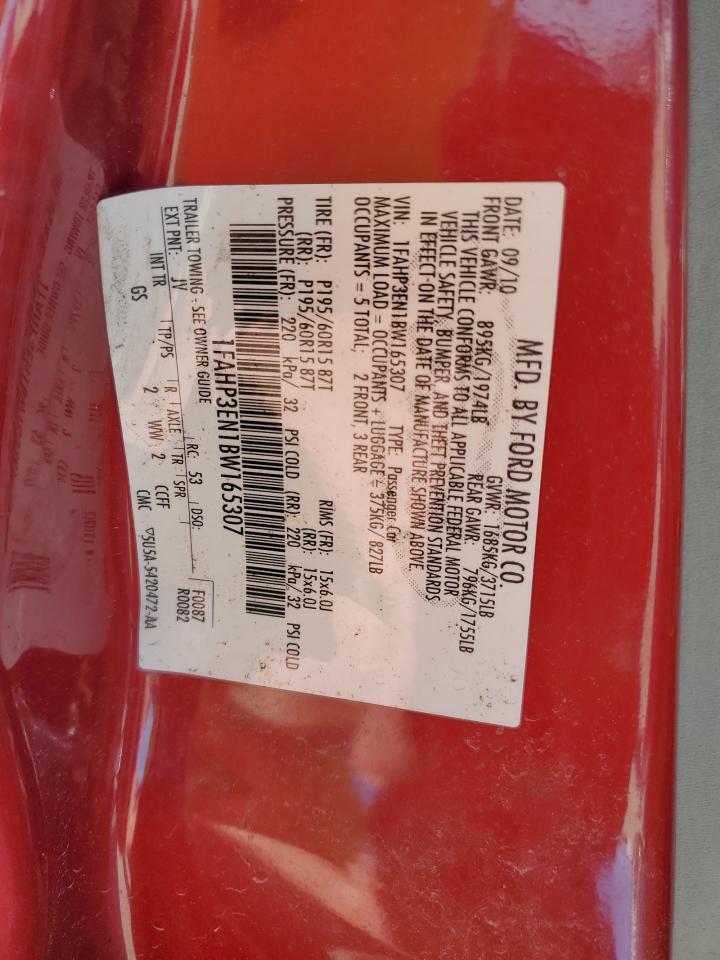 MFD. BY FORD MOTOR CO.
DATE: 09/10 GVWR: 1685KG/3715LB
FRONT GAWR: 895KG/1974LB REAR GAWR: 796KG/1755LB
THIS VEHICLE CONFORMS TO ALL APPLICABLE FEDERAL MOTOR
VEHICLE SAFETY, BUMPER, AND THEFT PREVENTION STANDARDS
IN EFFECT ON THE DATE OF MANUFACTURE SHOWN ABOVE.
VIN: 1FAHP3EN1BW165307 TYPE: Passenger Car
MAXIMUM LOAD = OCCUPANTS + LUGGAGE = 375KG/827LB
OCCUPANTS = 5 TOTAL; 2 FRONT, 3 REAR
TIRE (FR): P195/60R15 87T RIMS (FR): 15x6.0J
(RR): P195/60R15 87T (RR): 15x6.0J
PRESSURE (FR): 220 kPa/ 32 PSI COLD (RR): 220 kPa/ 32 PSI COLD
1FAHP3EN1BW165307
TRAILER TOWING - SEE OWNER GUIDE
EXT PNT: JV RC: 53 DSO: F0087
R0082
INT TR TP/PS R AXLE TR SPR
GS 2 2 WW 2 CCFF
CMC 5U5A-5420472-AA